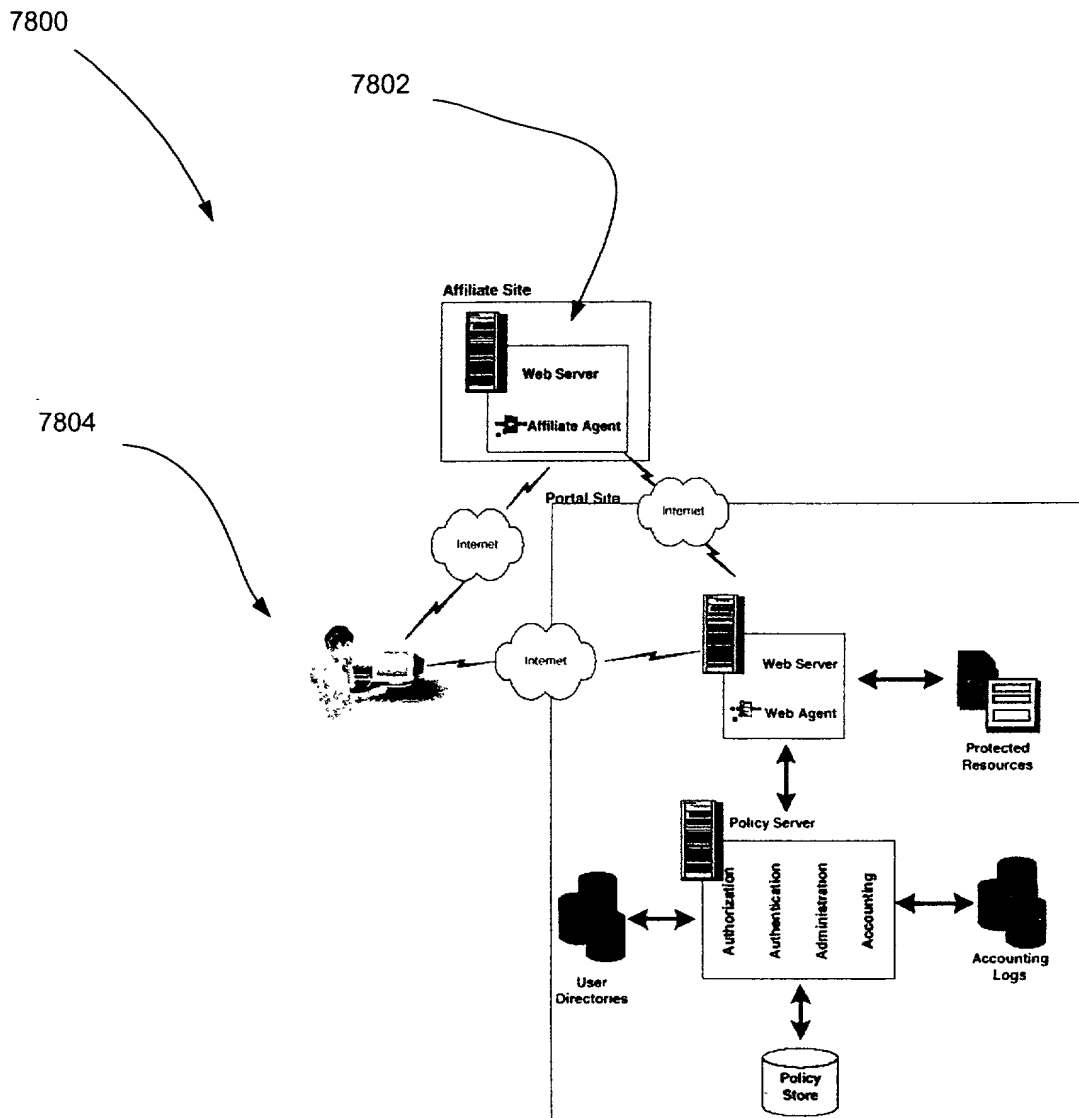 7800
7802
Affiliate Site
Web Server
Affiliate Agent
7804
Portal Site
Internet
Internet
Internet
Web Server
Web Agent
Protected
Resources
Policy Server
Authorization
Authentication
Administration
Accounting
User
Directories
Accounting
Logs
Policy
Store